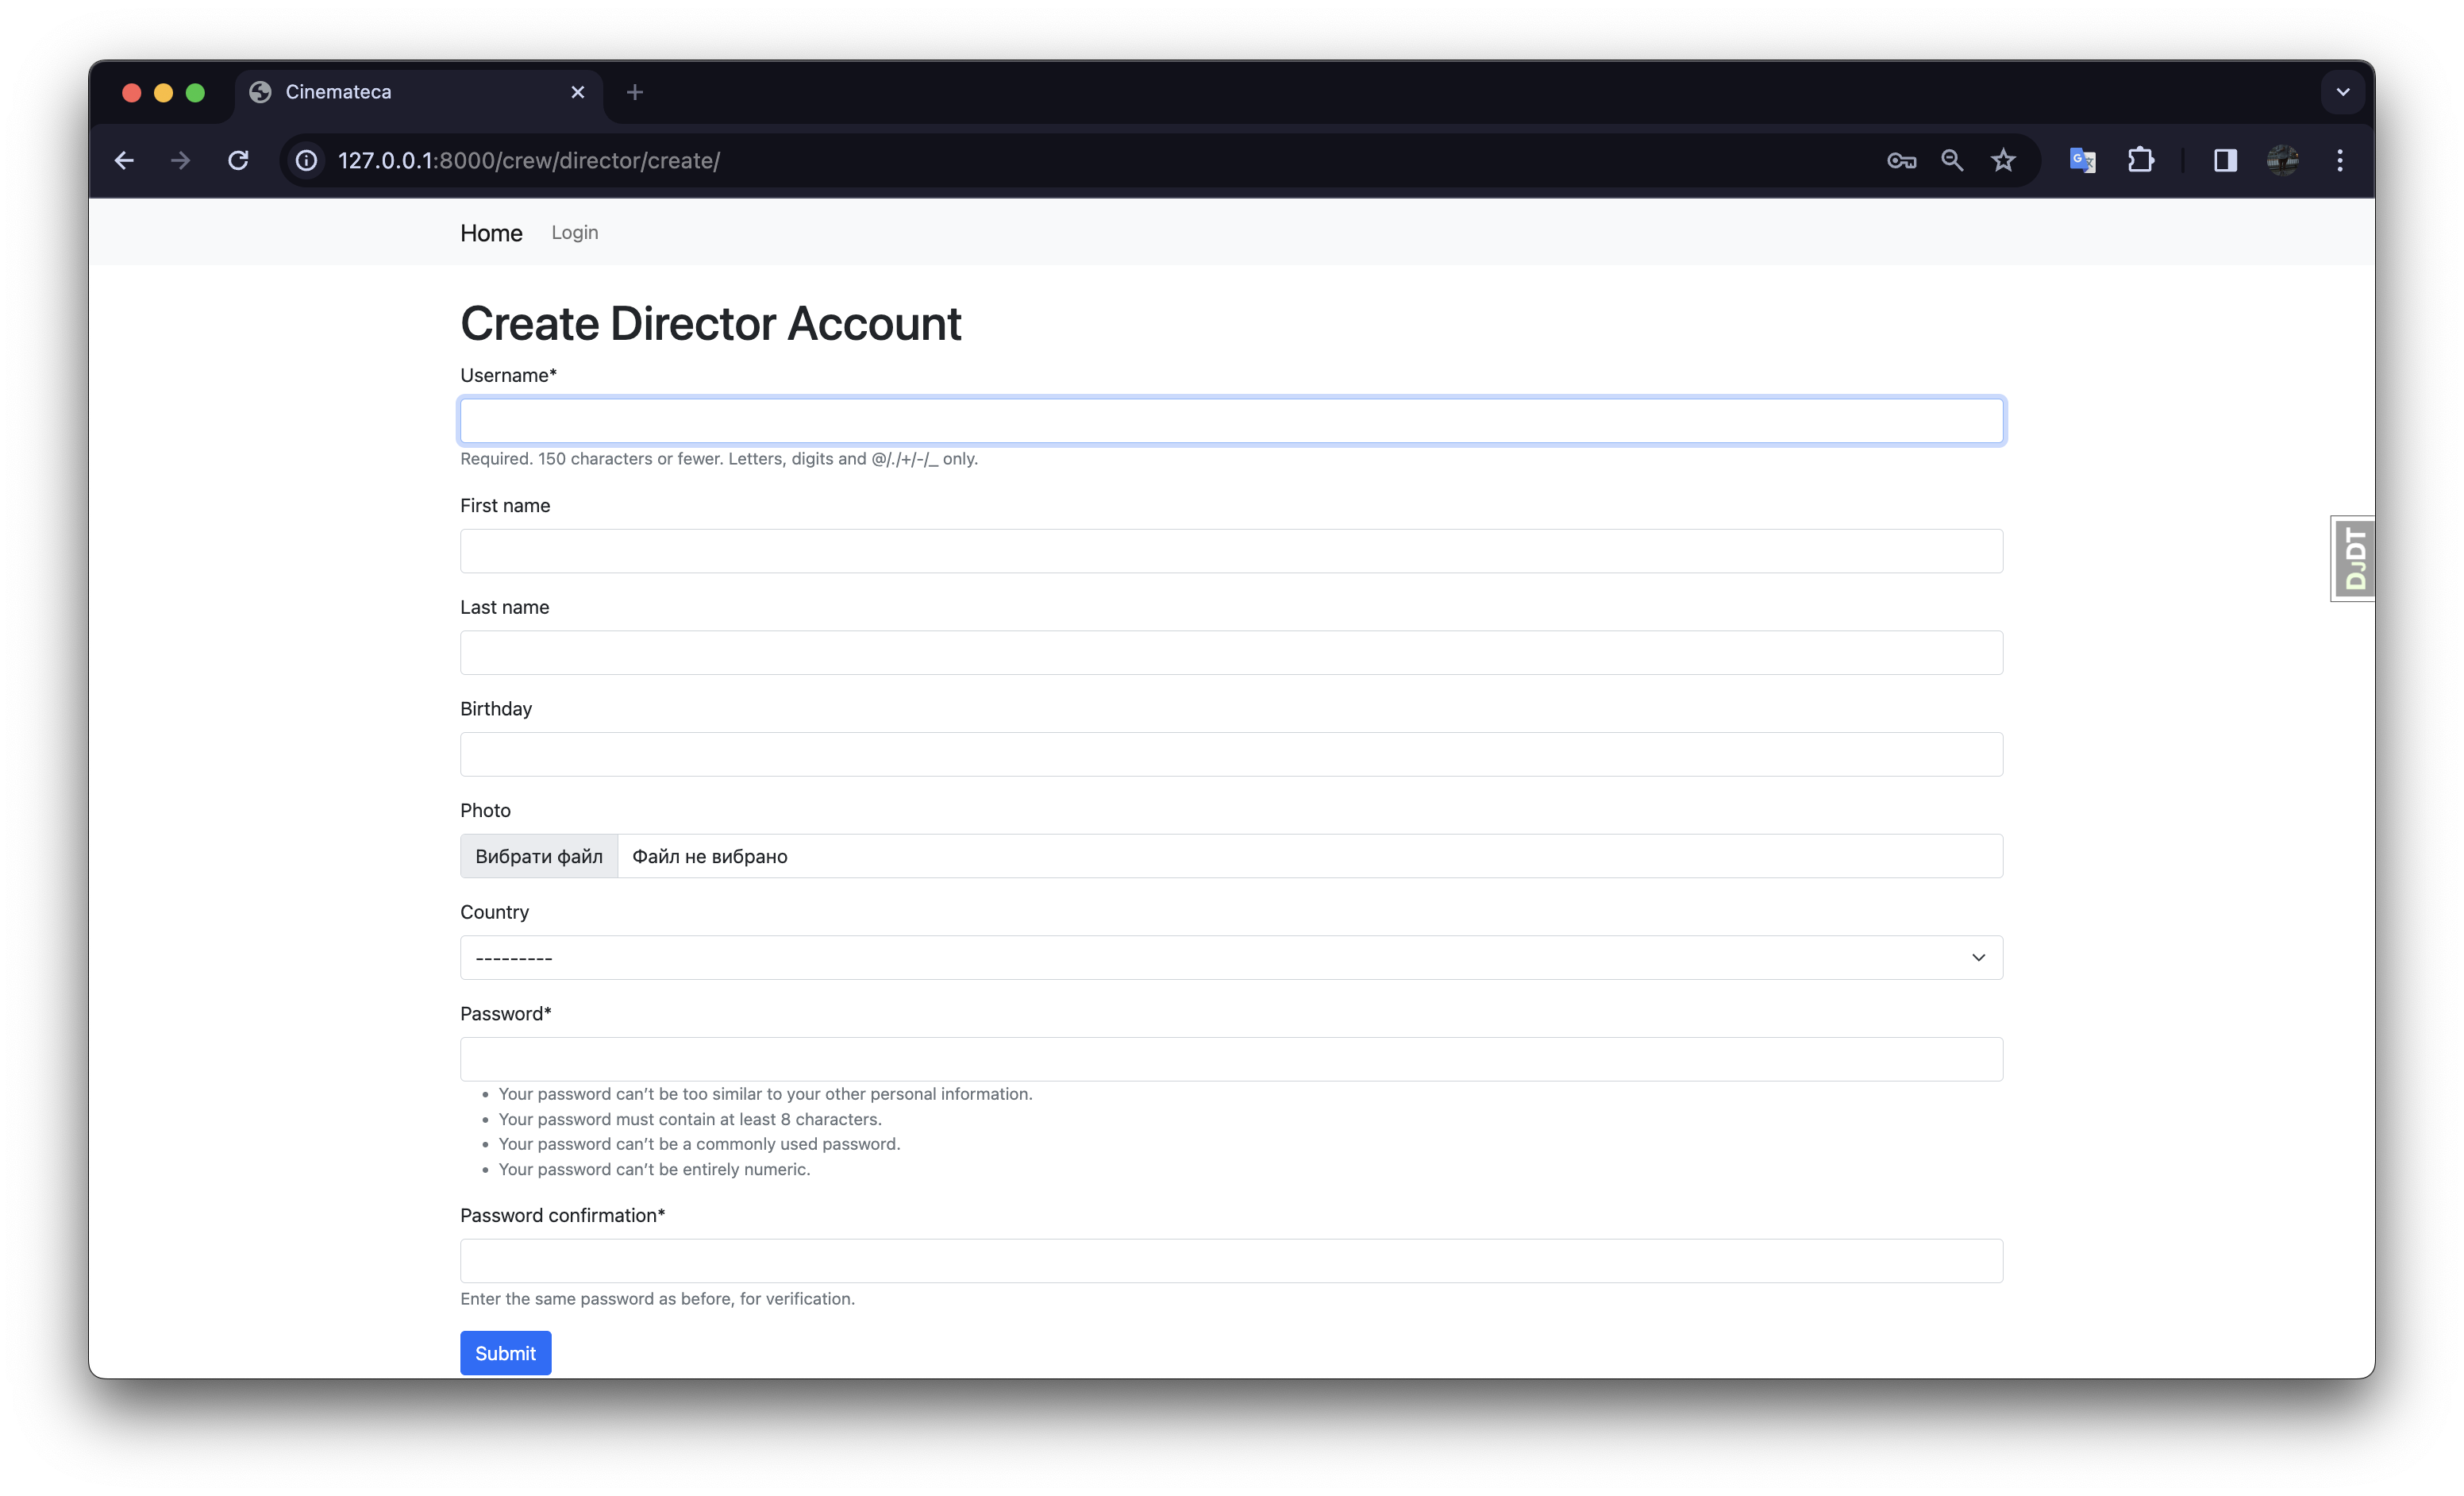 Cinemateca
127.0.0.1:8000/crew/director/create/
Home Login
Create Director Account
Username*
Required. 150 characters or fewer. Letters, digits and @/./+/-/_ only.
First name
Last name
Birthday
DJDT
Photo
Вибрати файл Файл не вибрано
Country
---------
Password*
Your password can’t be too similar to your other personal information.
Your password must contain at least 8 characters.
Your password can’t be a commonly used password.
Your password can’t be entirely numeric.
Password confirmation*
Enter the same password as before, for verification.
Submit